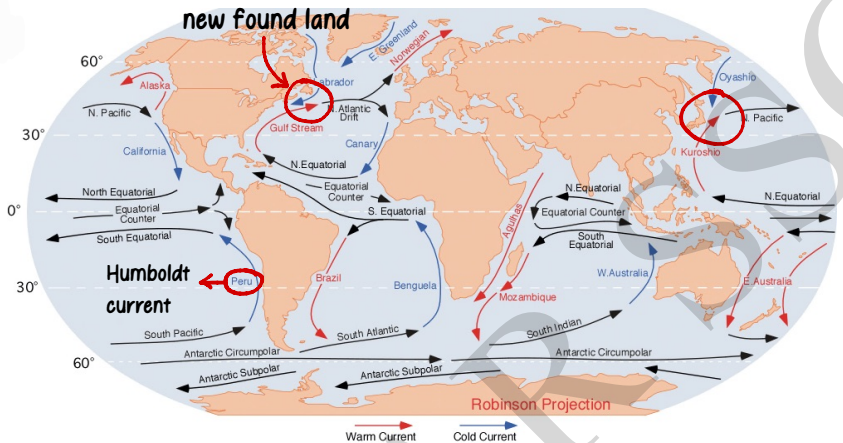 new found land
60°
Alaska
N. Pacific
30°
California
North Equatorial
0°
Equatorial
Counter
South Equatorial
Humboldt
current
Peru
30°
South Pacific
60°
Antarctic Circumpolar
Antarctic Subpolar
E. Greenland
Norwegian
abrador
N. Atlantic
Drift
Gulf Stream
Canary
N.Equatorial
Equatorial
Counter
S. Equatorial
Brazil
Benguela
South Atlantic
Antarctic Subpolar
Agulhas
Mozambique
N.Equatorial
Equatorial Counter
South
Equatorial
W.Australia
South Indian
Antarctic Circumpolar
Oyashio
N. Pacific
Kuroshio
N.Equatorial
E.Australia
Robinson Projection
Warm Current
Cold Current